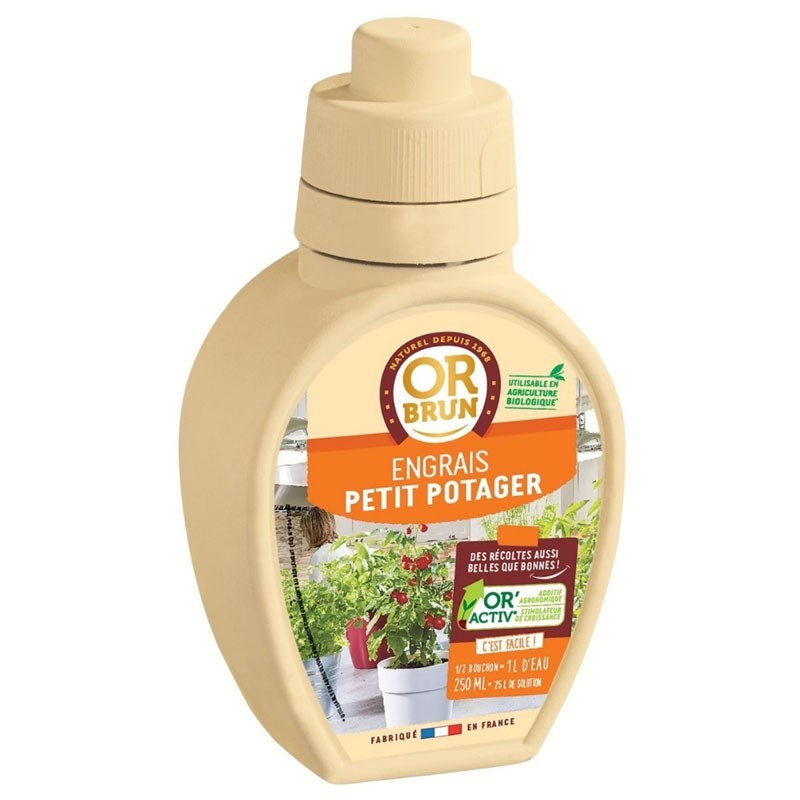 NATUREL DEPUIS 1968
OR
BRUN
UTILISABLE EN
AGRICULTURE
BIOLOGIQUE*
ENGRAIS
PETIT POTAGER
DES RÉCOLTES AUSSI
BELLES QUE BONNES !
OR'
ACTIV'
ADDITIF
AGRONOMIQUE
STIMULATEUR
DE CROISSANCE
C'EST FACILE !
1/2 BOUCHON = 1L D'EAU
250 ML = 25 L DE SOLUTION
FABRIQUÉ EN FRANCE